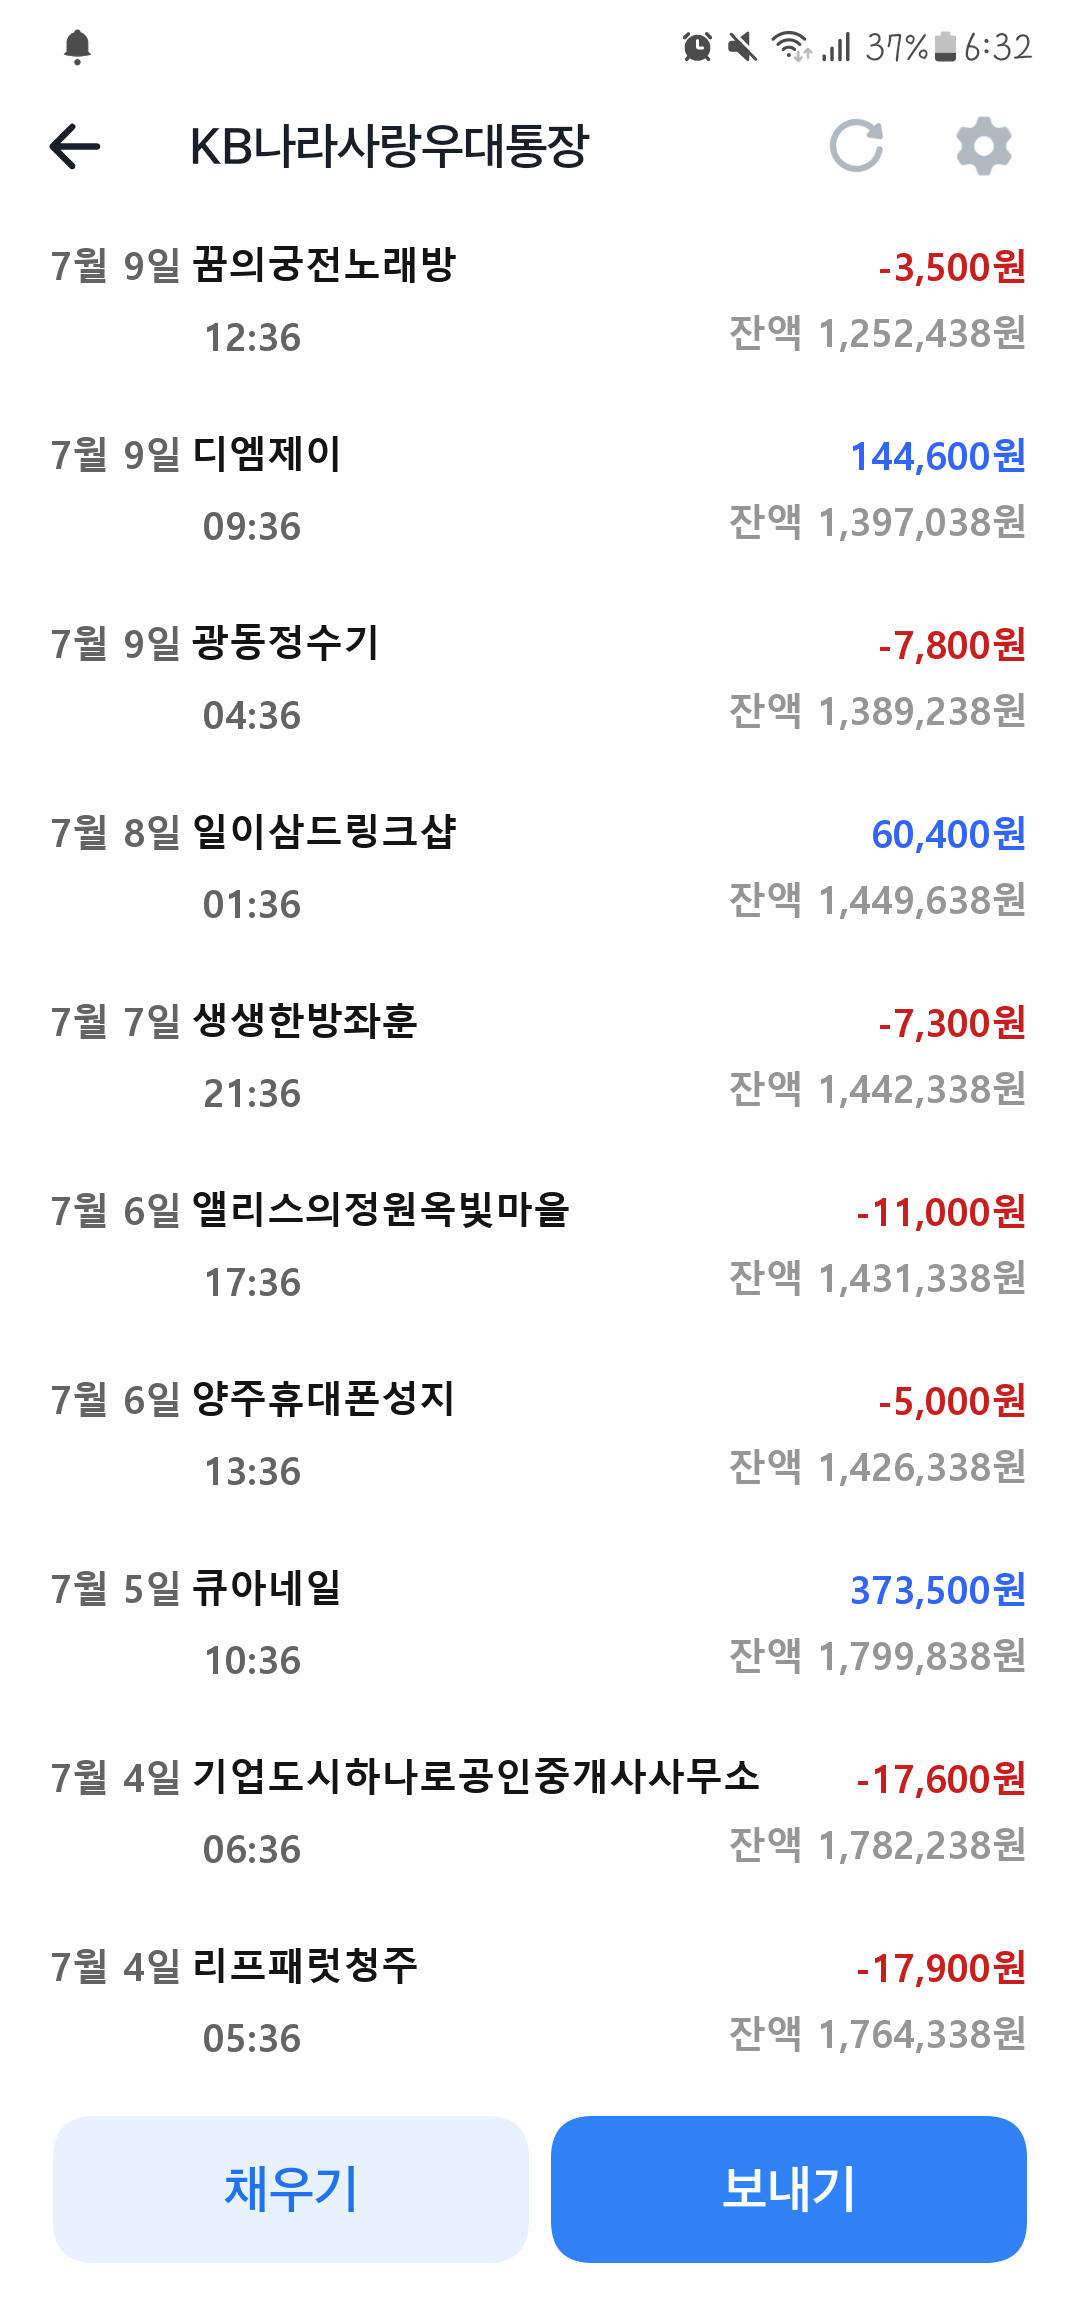 37% 6:32
KB나라사랑우대통장
7월 9일 꿈의궁전노래방 -3,500원
12:36 잔액 1,252,438원
7월 9일 디엠제이 144,600원
09:36 잔액 1,397,038원
7월 9일 광동정수기 -7,800원
04:36 잔액 1,389,238원
7월 8일 일이삼드링크샵 60,400원
01:36 잔액 1,449,638원
7월 7일 생생한방좌훈 -7,300원
21:36 잔액 1,442,338원
7월 6일 앨리스의정원옥빛마을 -11,000원
17:36 잔액 1,431,338원
7월 6일 양주휴대폰성지 -5,000원
13:36 잔액 1,426,338원
7월 5일 큐아네일 373,500원
10:36 잔액 1,799,838원
7월 4일 기업도시하나로공인중개사사무소 -17,600원
06:36 잔액 1,782,238원
7월 4일 리프패럿청주 -17,900원
05:36 잔액 1,764,338원
채우기 보내기